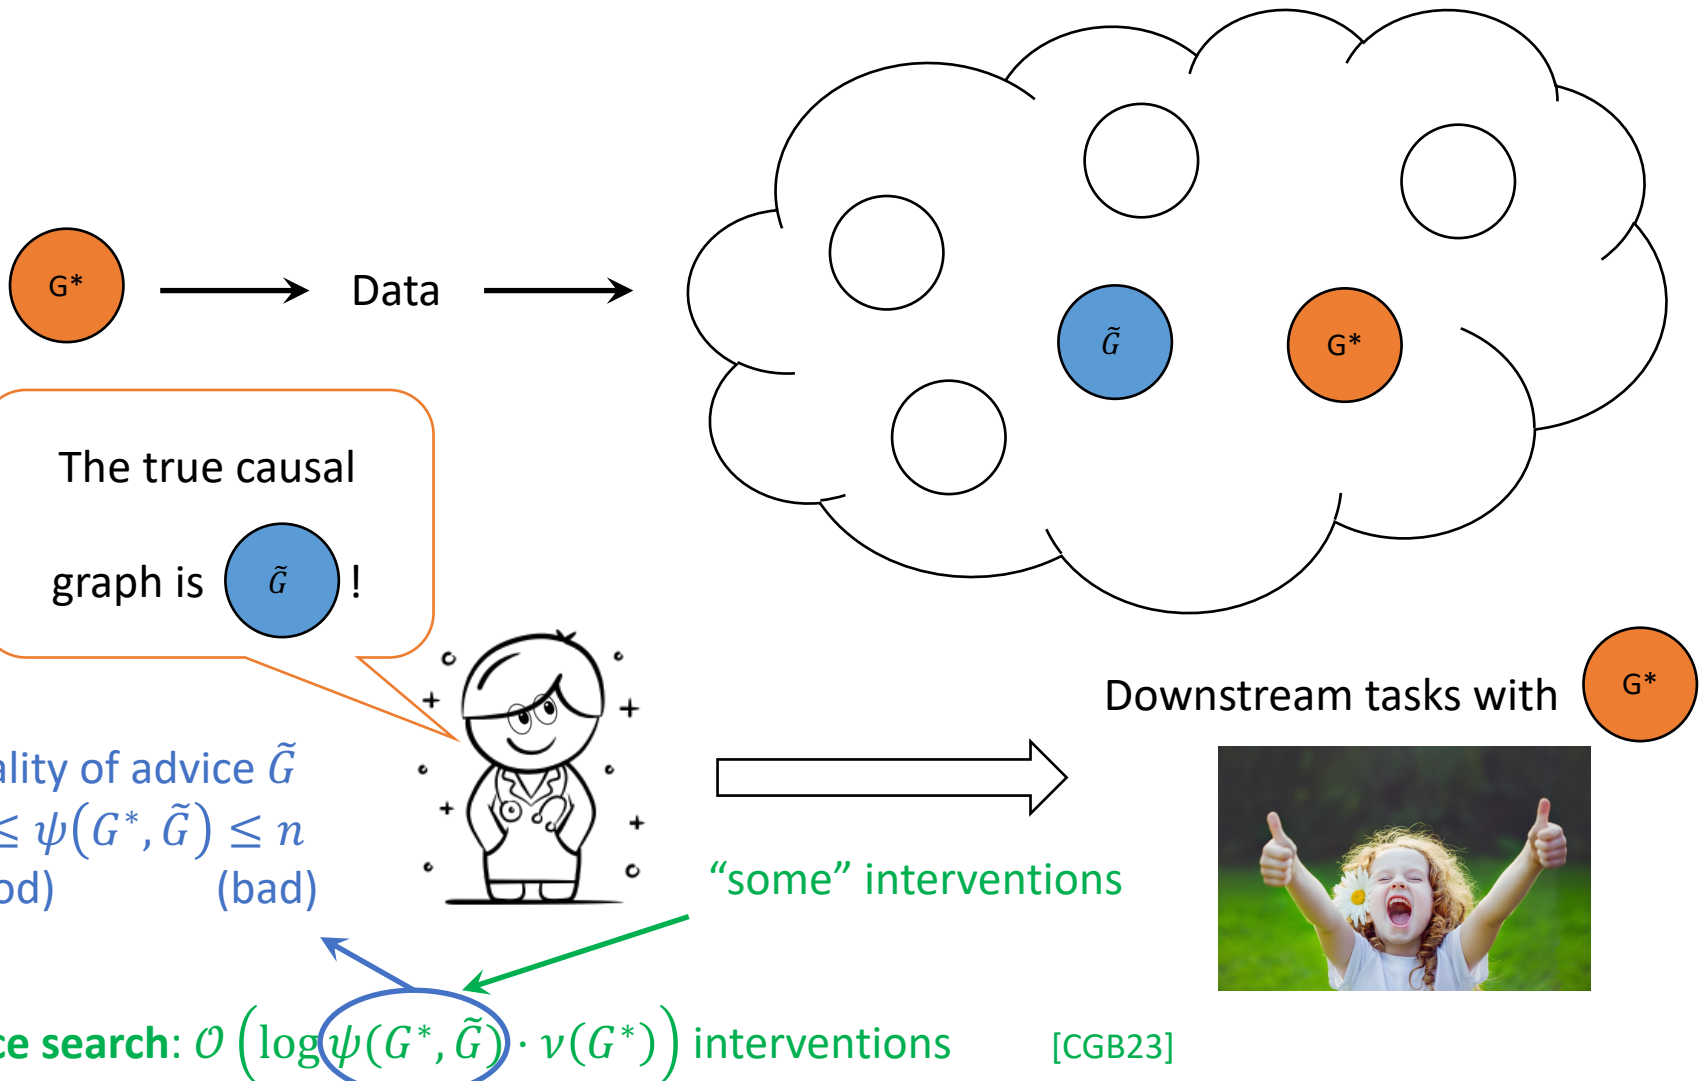 G*
Data
G̃
G*
The true causal
graph is G̃ !
Downstream tasks with G*
ality of advice G̃
≤ ψ(G*, G̃) ≤ n
od) (bad)
“some” interventions
ce search: 𝒪(log ψ(G*, G̃) · ν(G*)) interventions [CGB23]